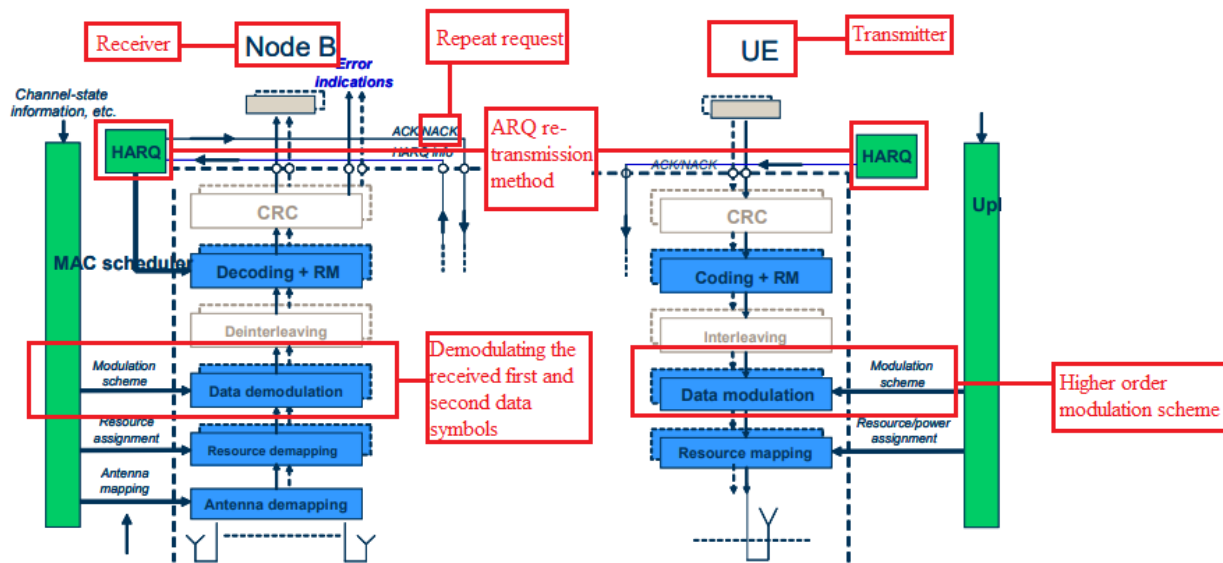 Receiver
Node B
Repeat request
UE
Transmitter
Error
indications
Channel-state
information, etc.
HARQ
ACK/NACK
HARQ info
ARQ re-
transmission
method
ACK/NACK
HARQ
CRC
CRC
Upl
MAC scheduler
Decoding + RM
Coding + RM
Deinterleaving
Interleaving
Demodulating the
received first and
second data
symbols
Modulation
scheme
Data demodulation
Modulation
scheme
Data modulation
Higher order
modulation scheme
Resource
assignment
Resource demapping
Resource/power
assignment
Resource mapping
Antenna
mapping
Antenna demapping